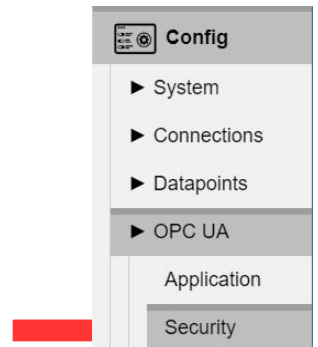 Config
► System
► Connections
► Datapoints
► OPC UA
Application
Security